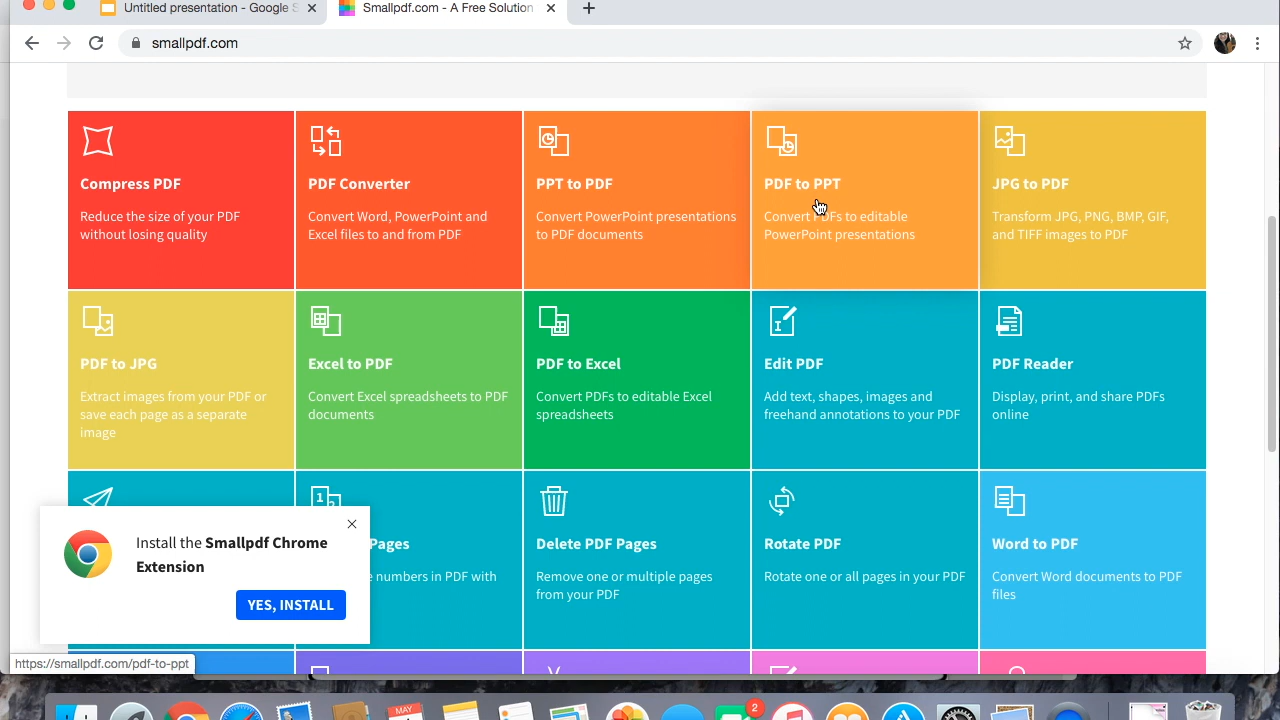 Untitled presentation - Google S
Smallpdf.com - A Free Solution
smallpdf.com
Compress PDF
Reduce the size of your PDF
without losing quality
PDF Converter
Convert Word, PowerPoint and
Excel files to and from PDF
PPT to PDF
Convert PowerPoint presentations
to PDF documents
PDF to PPT
Convert PDFs to editable
PowerPoint presentations
JPG to PDF
Transform JPG, PNG, BMP, GIF,
and TIFF images to PDF
PDF to JPG
Extract images from your PDF or
save each page as a separate
image
Excel to PDF
Convert Excel spreadsheets to PDF
documents
PDF to Excel
Convert PDFs to editable Excel
spreadsheets
Edit PDF
Add text, shapes, images and
freehand annotations to your PDF
PDF Reader
Display, print, and share PDFs
online
Pages
numbers in PDF with
Delete PDF Pages
Remove one or multiple pages
from your PDF
Rotate PDF
Rotate one or all pages in your PDF
Word to PDF
Convert Word documents to PDF
files
Install the Smallpdf Chrome
Extension
YES, INSTALL
https://smallpdf.com/pdf-to-ppt
MAY
2